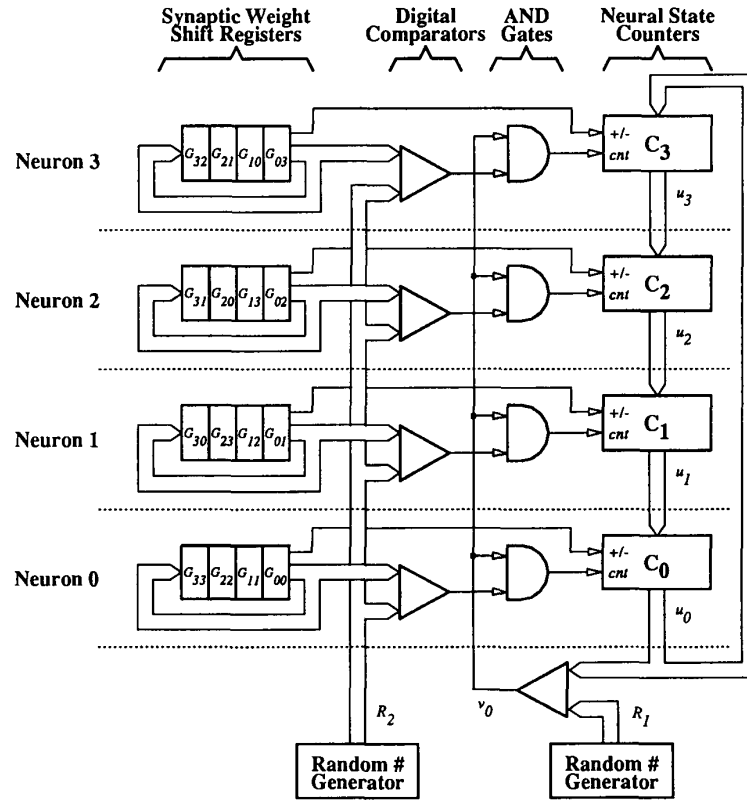 Synaptic Weight
Shift Registers
Digital
Comparators
AND
Gates
Neural State
Counters
Neuron 3
G32 G21 G10 G03
+/-
cnt
C3
u3
Neuron 2
G31 G20 G13 G02
+/-
cnt
C2
u2
Neuron 1
G30 G23 G12 G01
+/-
cnt
C1
u1
Neuron 0
G33 G22 G11 G00
+/-
cnt
C0
u0
R2
v0
R1
Random #
Generator
Random #
Generator